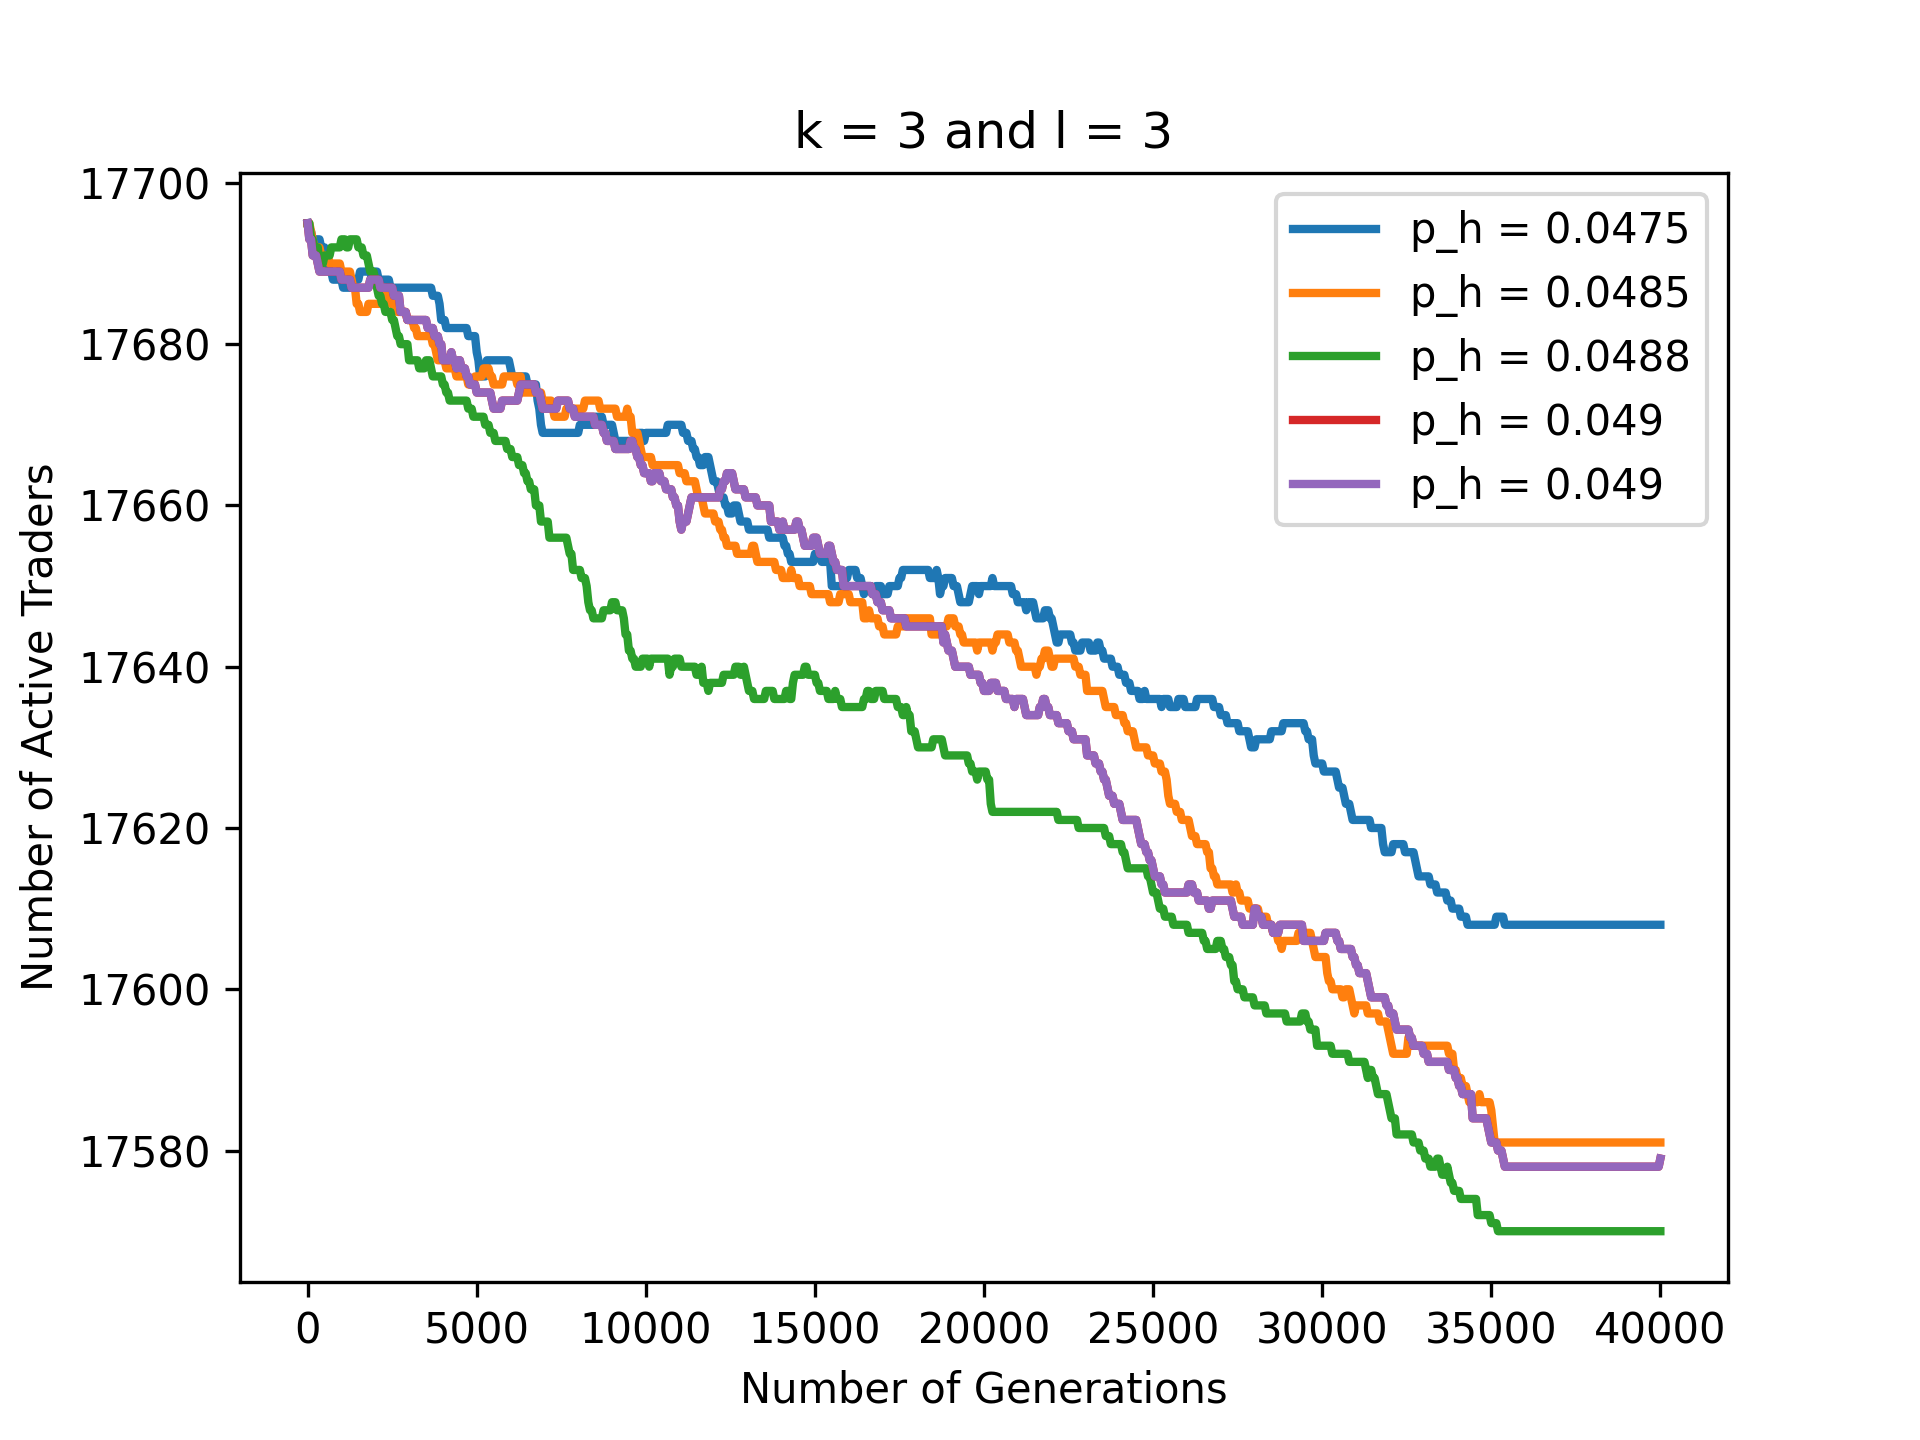 k = 3 and l = 3
17700
17680
17660
17640
17620
17600
17580
Number of Active Traders
p_h = 0.0475
p_h = 0.0485
p_h = 0.0488
p_h = 0.049
p_h = 0.049
0 5000 10000 15000 20000 25000 30000 35000 40000
Number of Generations